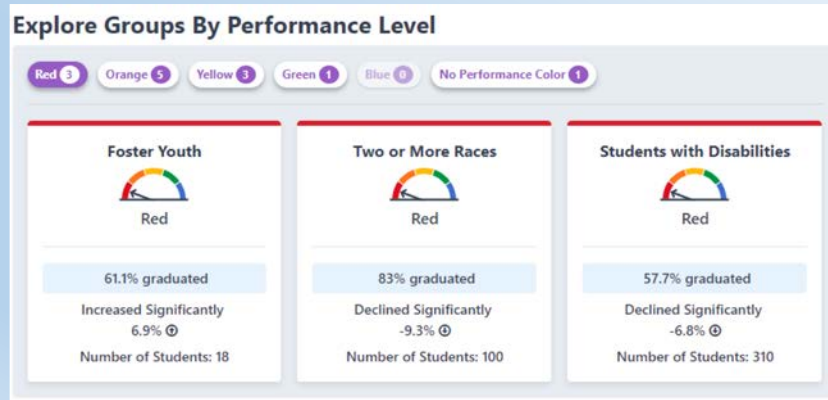 Explore Groups By Performance Level
Red 3 Orange 5 Yellow 3 Green 1 Blue 0 No Performance Color 1
Foster Youth
Red
61.1% graduated
Increased Significantly
6.9%
Number of Students: 18
Two or More Races
Red
83% graduated
Declined Significantly
-9.3%
Number of Students: 100
Students with Disabilities
Red
57.7% graduated
Declined Significantly
-6.8%
Number of Students: 310